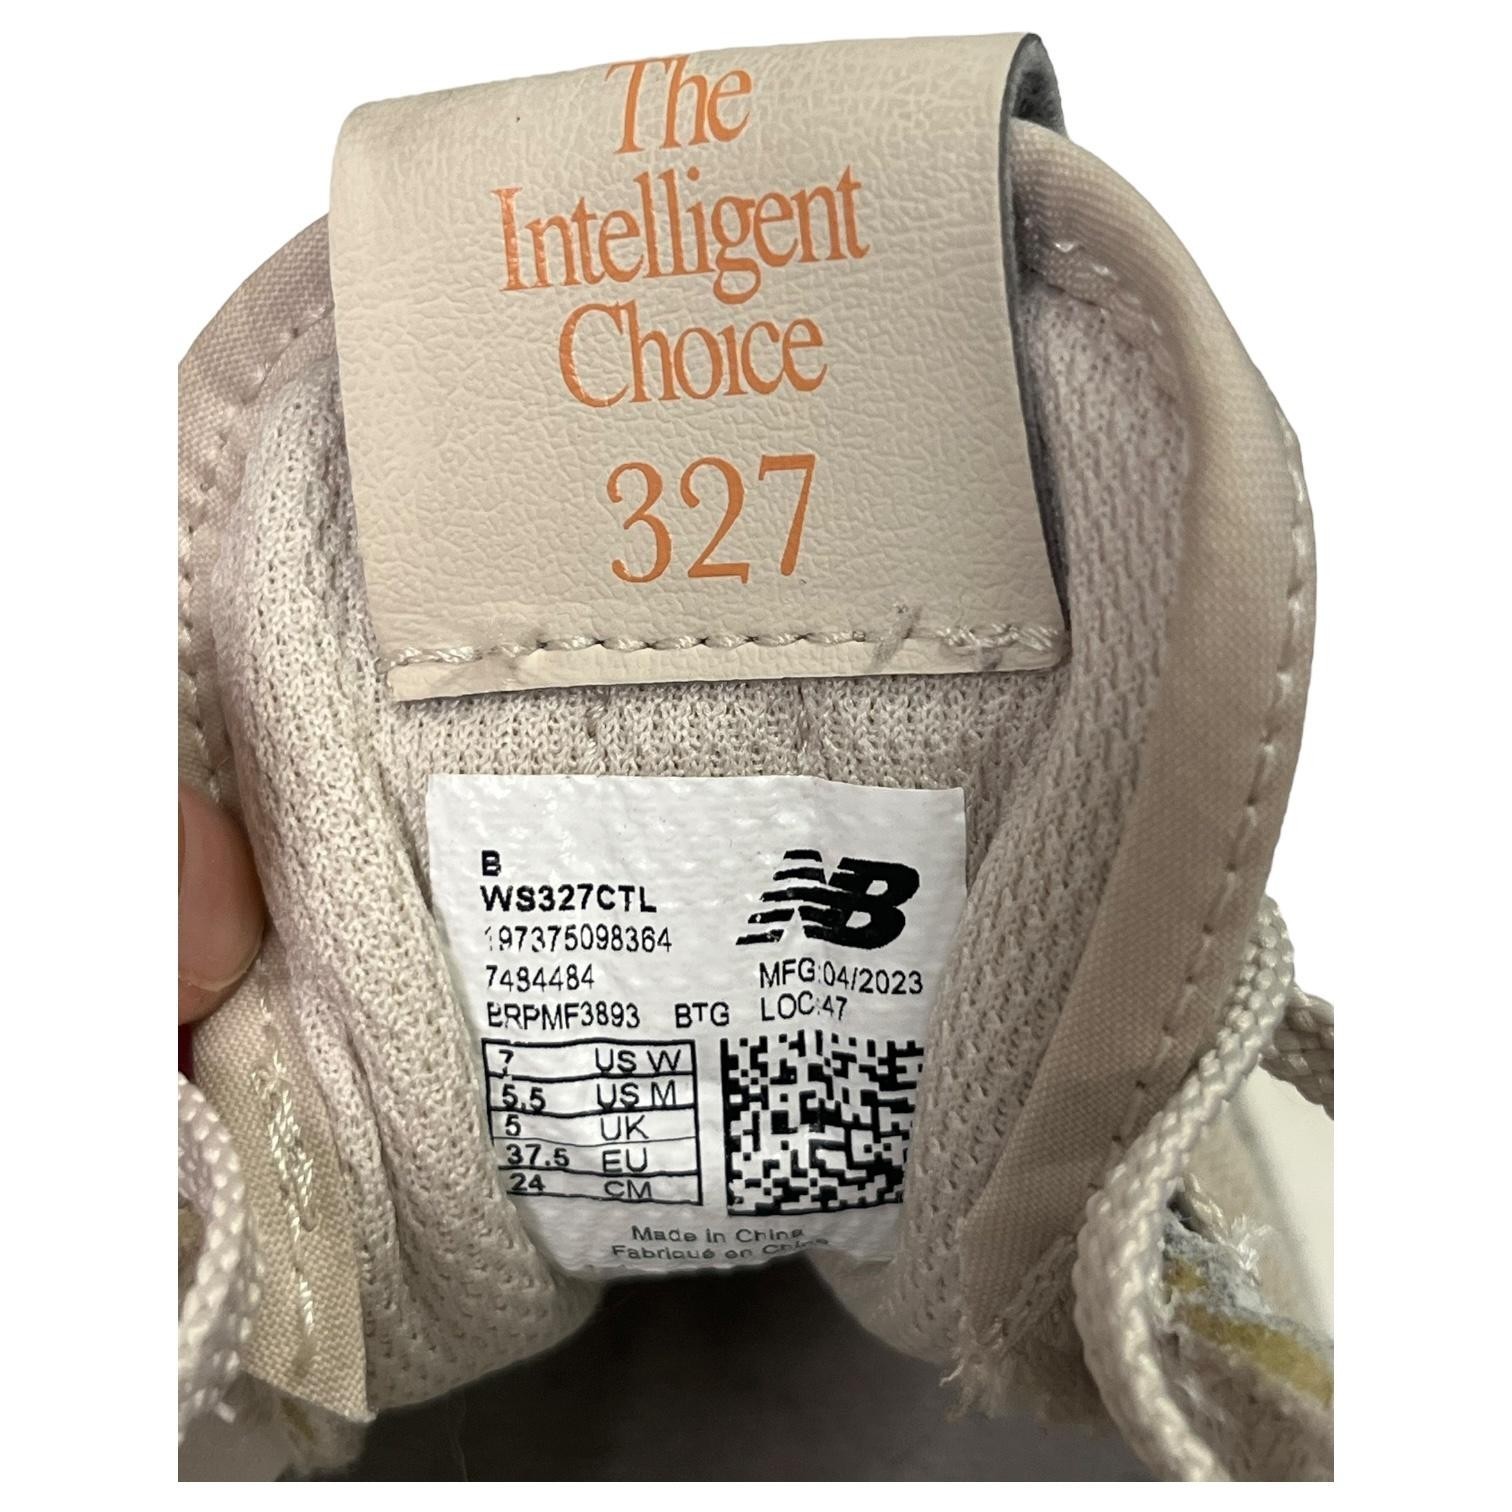 The
Intelligent
Choice
327
B
WS327CTL
NB
197375098364
7484484
MFG:04/2023
BRPMF3893 BTG LOC:47
7 US W
5.5 US M
5 UK
37.5 EU
24 CM
Made in China
Fabriqué en Chine